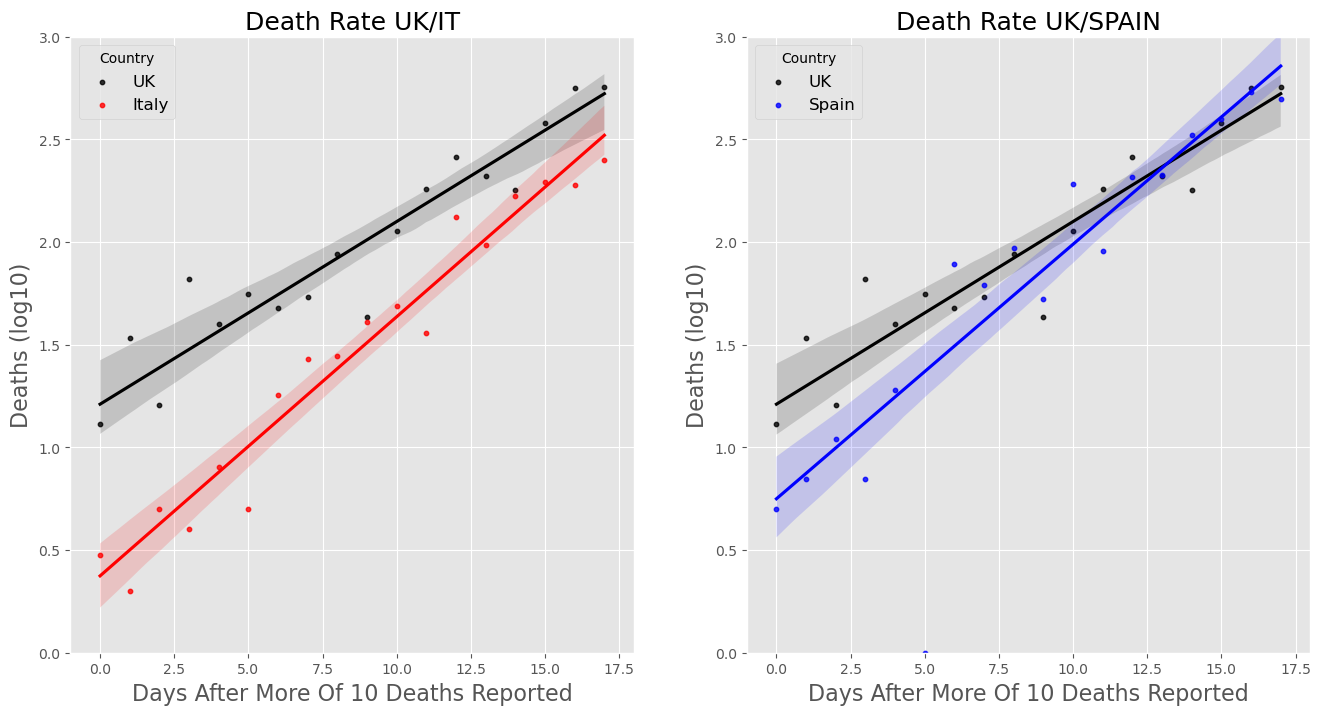 Death Rate UK/IT
Country
UK
Italy
3.0
2.5
2.0
1.5
1.0
0.5
0.0
Deaths (log10)
0.0 2.5 5.0 7.5 10.0 12.5 15.0 17.5
Days After More Of 10 Deaths Reported
Death Rate UK/SPAIN
Country
UK
Spain
3.0
2.5
2.0
1.5
1.0
0.5
0.0
Deaths (log10)
0.0 2.5 5.0 7.5 10.0 12.5 15.0 17.5
Days After More Of 10 Deaths Reported